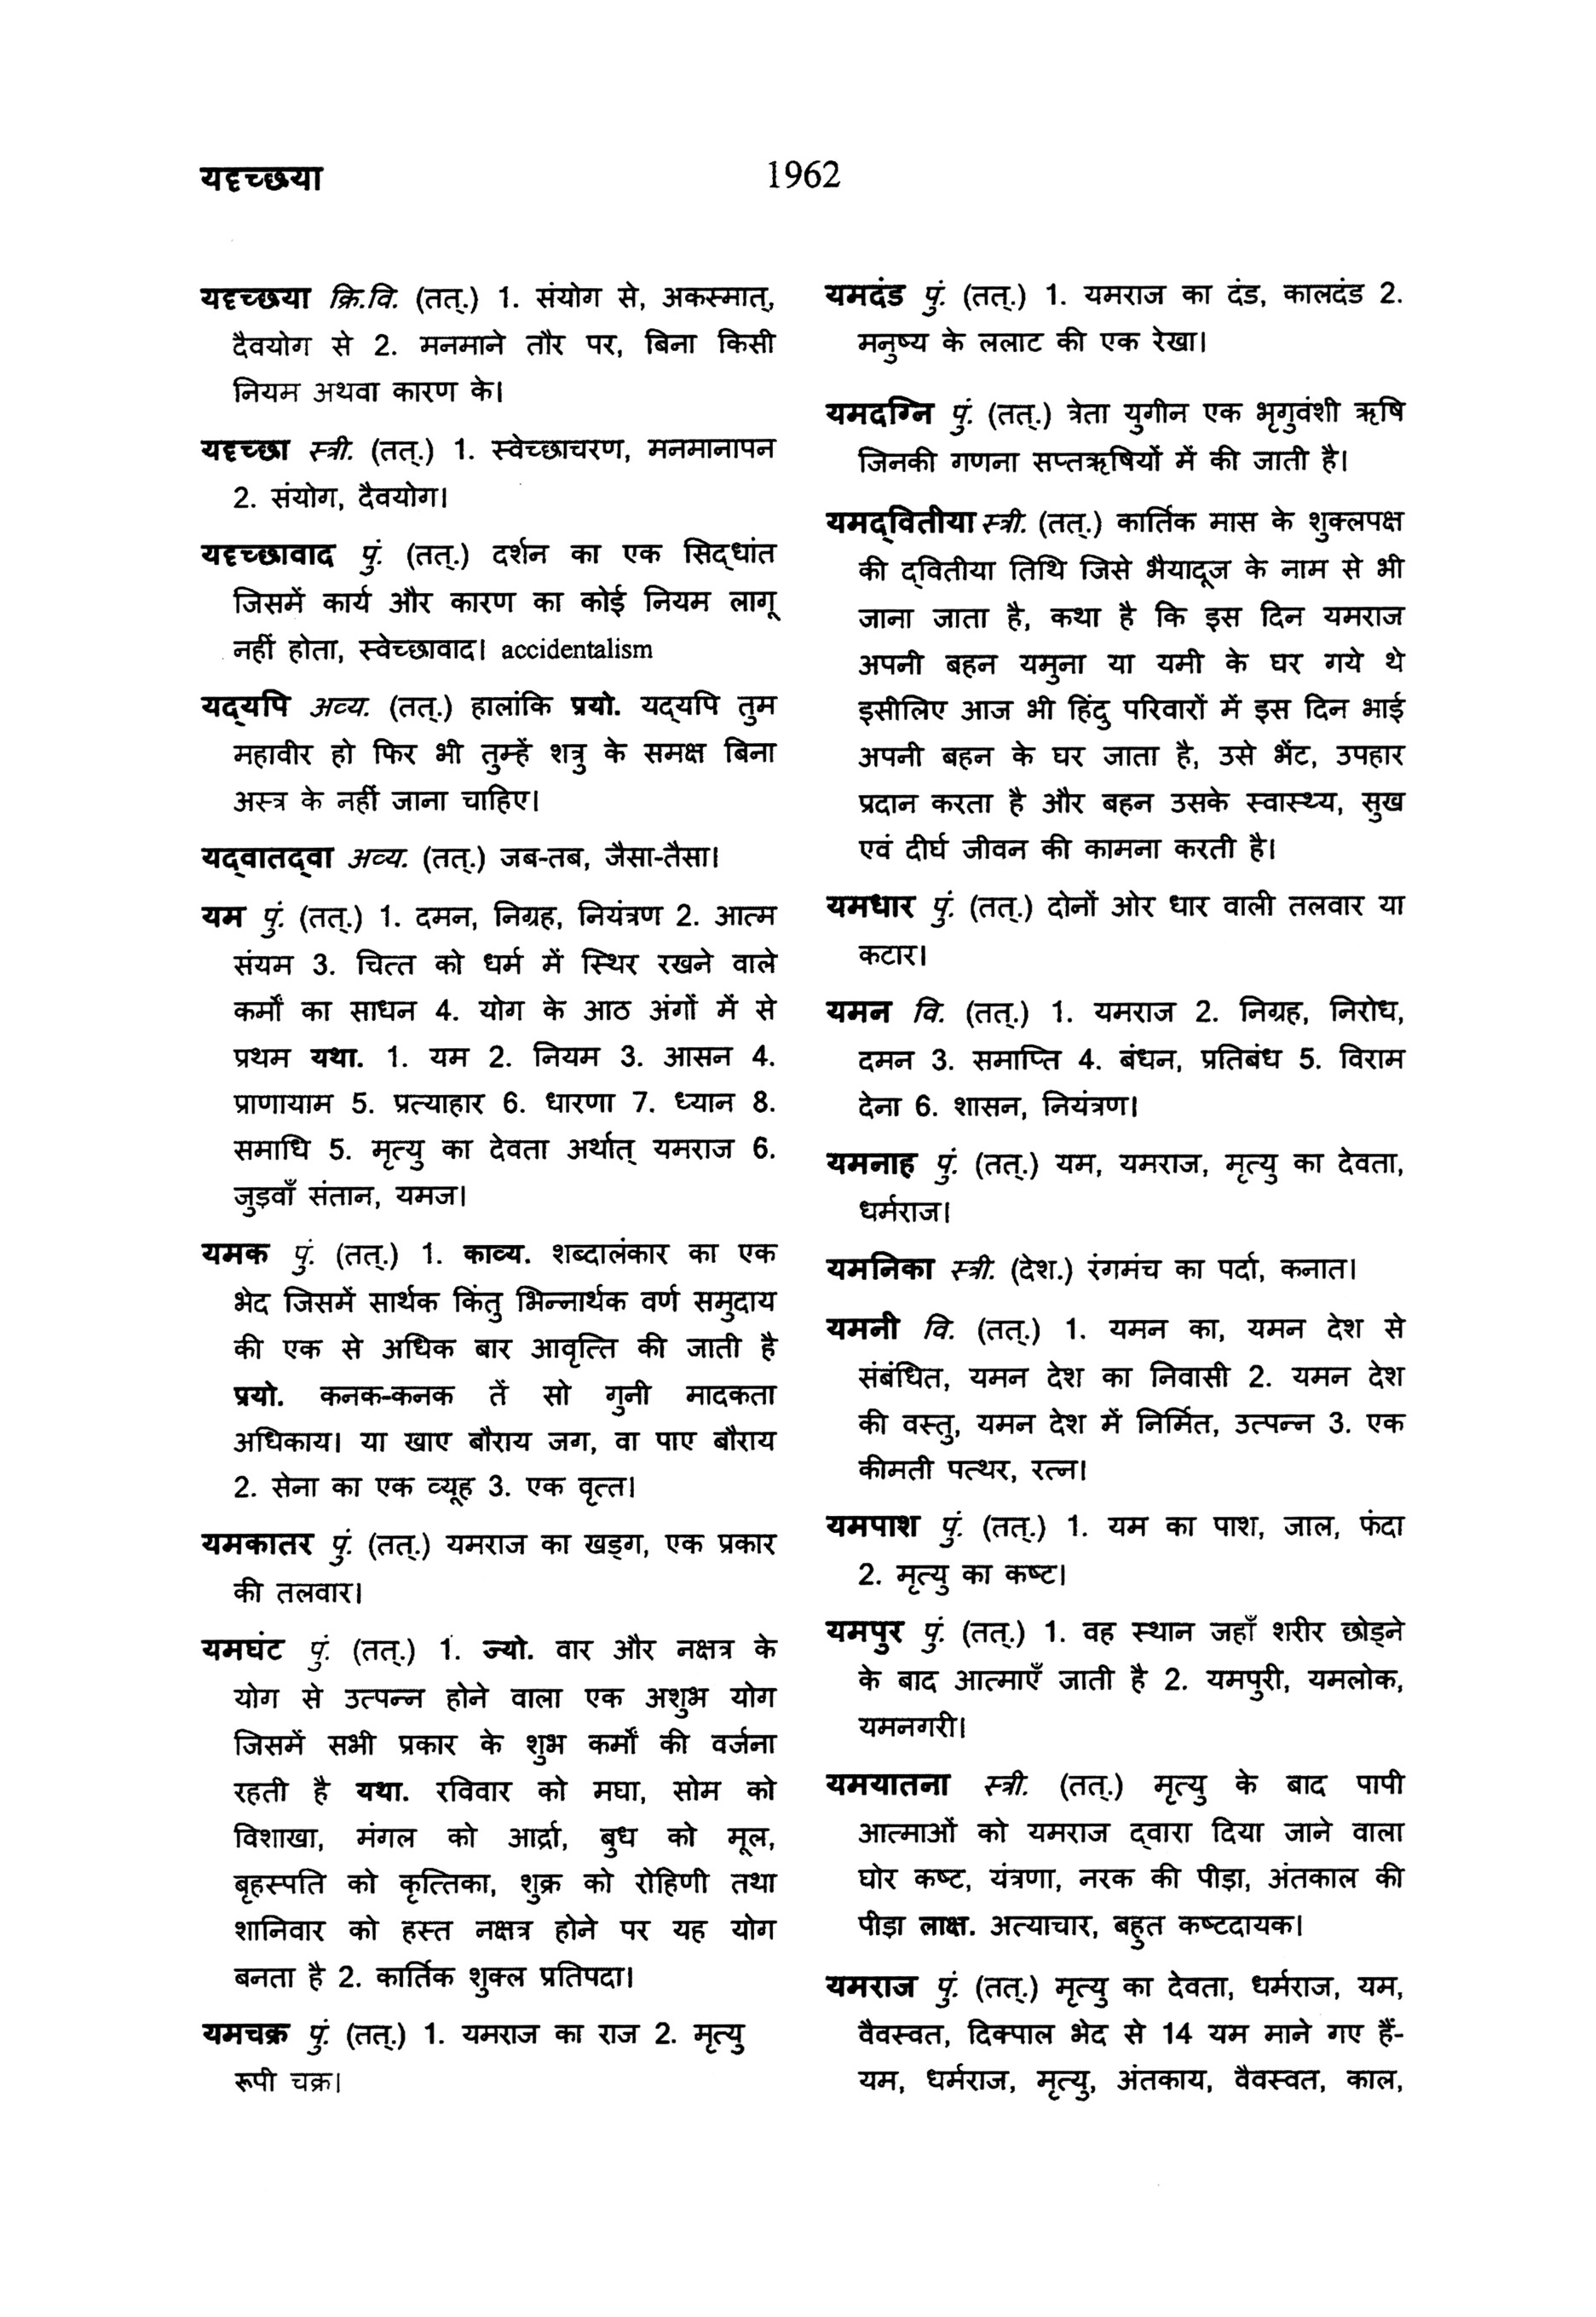 यदृच्छया
1962
यदृच्छया क्रि.वि. (तत्.) 1. संयोग से, अकस्मात्,
दैवयोग से 2. मनमाने तौर पर, बिना किसी
नियम अथवा कारण के।
यदृच्छा स्त्री. (तत्.) 1. स्वेच्छाचरण, मनमानापन
2. संयोग, दैवयोग।
यदृच्छावाद पुं. (तत्.) दर्शन का एक सिद्धांत
जिसमें कार्य और कारण का कोई नियम लागू
नहीं होता, स्वेच्छावाद। accidentalism
यद्यपि अव्य. (तत्.) हालांकि प्रयो. यद्यपि तुम
महावीर हो फिर भी तुम्हें शत्रु के समक्ष बिना
अस्त्र के नहीं जाना चाहिए।
यद्वातद्वा अव्य. (तत्.) जब-तब, जैसा-तैसा।
यम पुं. (तत्.) 1. दमन, निग्रह, नियंत्रण 2. आत्म
संयम 3. चित्त को धर्म में स्थिर रखने वाले
कर्मों का साधन 4. योग के आठ अंगों में से
प्रथम यथा. 1. यम 2. नियम 3. आसन 4.
प्राणायाम 5. प्रत्याहार 6. धारणा 7. ध्यान 8.
समाधि 5. मृत्यु का देवता अर्थात् यमराज 6.
जुड़वाँ संतान, यमज।
यमक पुं. (तत्.) 1. काव्य. शब्दालंकार का एक
भेद जिसमें सार्थक किंतु भिन्नार्थक वर्ण समुदाय
की एक से अधिक बार आवृत्ति की जाती है
प्रयो. कनक-कनक तें सो गुनी मादकता
अधिकाय। या खाए बौराय जग, वा पाए बौराय
2. सेना का एक व्यूह 3. एक वृत्त।
यमकातर पुं. (तत्.) यमराज का खड्ग, एक प्रकार
की तलवार।
यमघंट पुं. (तत्.) 1. ज्यो. वार और नक्षत्र के
योग से उत्पन्न होने वाला एक अशुभ योग
जिसमें सभी प्रकार के शुभ कर्मों की वर्जना
रहती है यथा. रविवार को मघा, सोम को
विशाखा, मंगल को आर्द्रा, बुध को मूल,
बृहस्पति को कृत्तिका, शुक्र को रोहिणी तथा
शानिवार को हस्त नक्षत्र होने पर यह योग
बनता है 2. कार्तिक शुक्ल प्रतिपदा।
यमचक्र पुं. (तत्.) 1. यमराज का राज 2. मृत्यु
रूपी चक्र।
यमदंड पुं. (तत्.) 1. यमराज का दंड, कालदंड 2.
मनुष्य के ललाट की एक रेखा।
यमदग्नि पुं. (तत्.) त्रेता युगीन एक भृगुवंशी ऋषि
जिनकी गणना सप्तऋषियों में की जाती है।
यमद्वितीया स्त्री. (तत्.) कार्तिक मास के शुक्लपक्ष
की द्वितीया तिथि जिसे भैयादूज के नाम से भी
जाना जाता है, कथा है कि इस दिन यमराज
अपनी बहन यमुना या यमी के घर गये थे
इसीलिए आज भी हिंदु परिवारों में इस दिन भाई
अपनी बहन के घर जाता है, उसे भेंट, उपहार
प्रदान करता है और बहन उसके स्वास्थ्य, सुख
एवं दीर्घ जीवन की कामना करती है।
यमधार पुं. (तत्.) दोनों ओर धार वाली तलवार या
कटार।
यमन वि. (तत्.) 1. यमराज 2. निग्रह, निरोध,
दमन 3. समाप्ति 4. बंधन, प्रतिबंध 5. विराम
देना 6. शासन, नियंत्रण।
यमनाह पुं. (तत्.) यम, यमराज, मृत्यु का देवता,
धर्मराज।
यमनिका स्त्री. (देश.) रंगमंच का पर्दा, कनात।
यमनी वि. (तत्.) 1. यमन का, यमन देश से
संबंधित, यमन देश का निवासी 2. यमन देश
की वस्तु, यमन देश में निर्मित, उत्पन्न 3. एक
कीमती पत्थर, रत्न।
यमपाश पुं. (तत्.) 1. यम का पाश, जाल, फंदा
2. मृत्यु का कष्ट।
यमपुर पुं. (तत्.) 1. वह स्थान जहाँ शरीर छोड़ने
के बाद आत्माएँ जाती है 2. यमपुरी, यमलोक,
यमनगरी।
यमयातना स्त्री. (तत्.) मृत्यु के बाद पापी
आत्माओं को यमराज द्वारा दिया जाने वाला
घोर कष्ट, यंत्रणा, नरक की पीड़ा, अंतकाल की
पीड़ा लाक्ष. अत्याचार, बहुत कष्टदायक।
यमराज पुं. (तत्.) मृत्यु का देवता, धर्मराज, यम,
वैवस्वत, दिक्पाल भेद से 14 यम माने गए हैं-
यम, धर्मराज, मृत्यु, अंतकाय, वैवस्वत, काल,